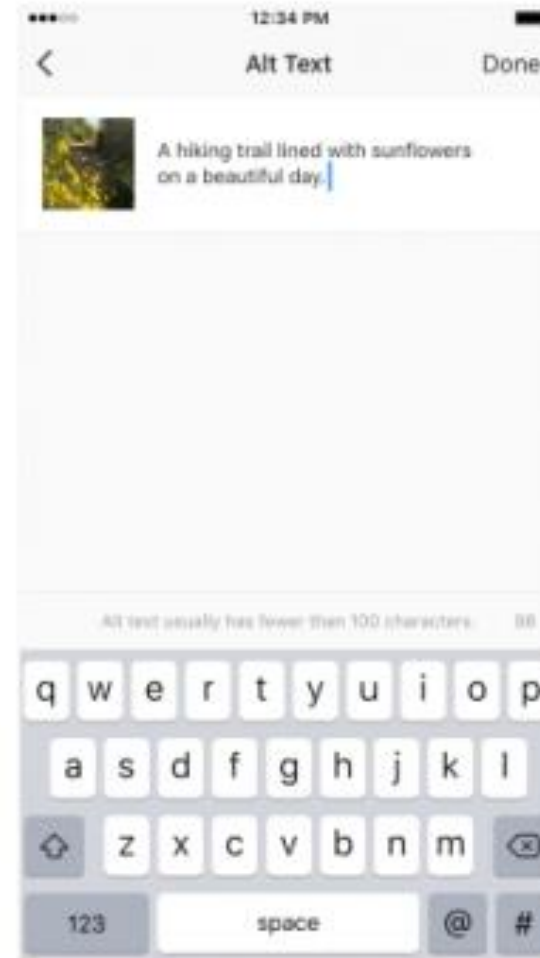 12:34 PM
Alt Text
Done
A hiking trail lined with sunflowers
on a beautiful day.
Alt text usually has fewer than 100 characters.
q w e r t y u i o p
a s d f g h j k l
z x c v b n m
123 space @ #